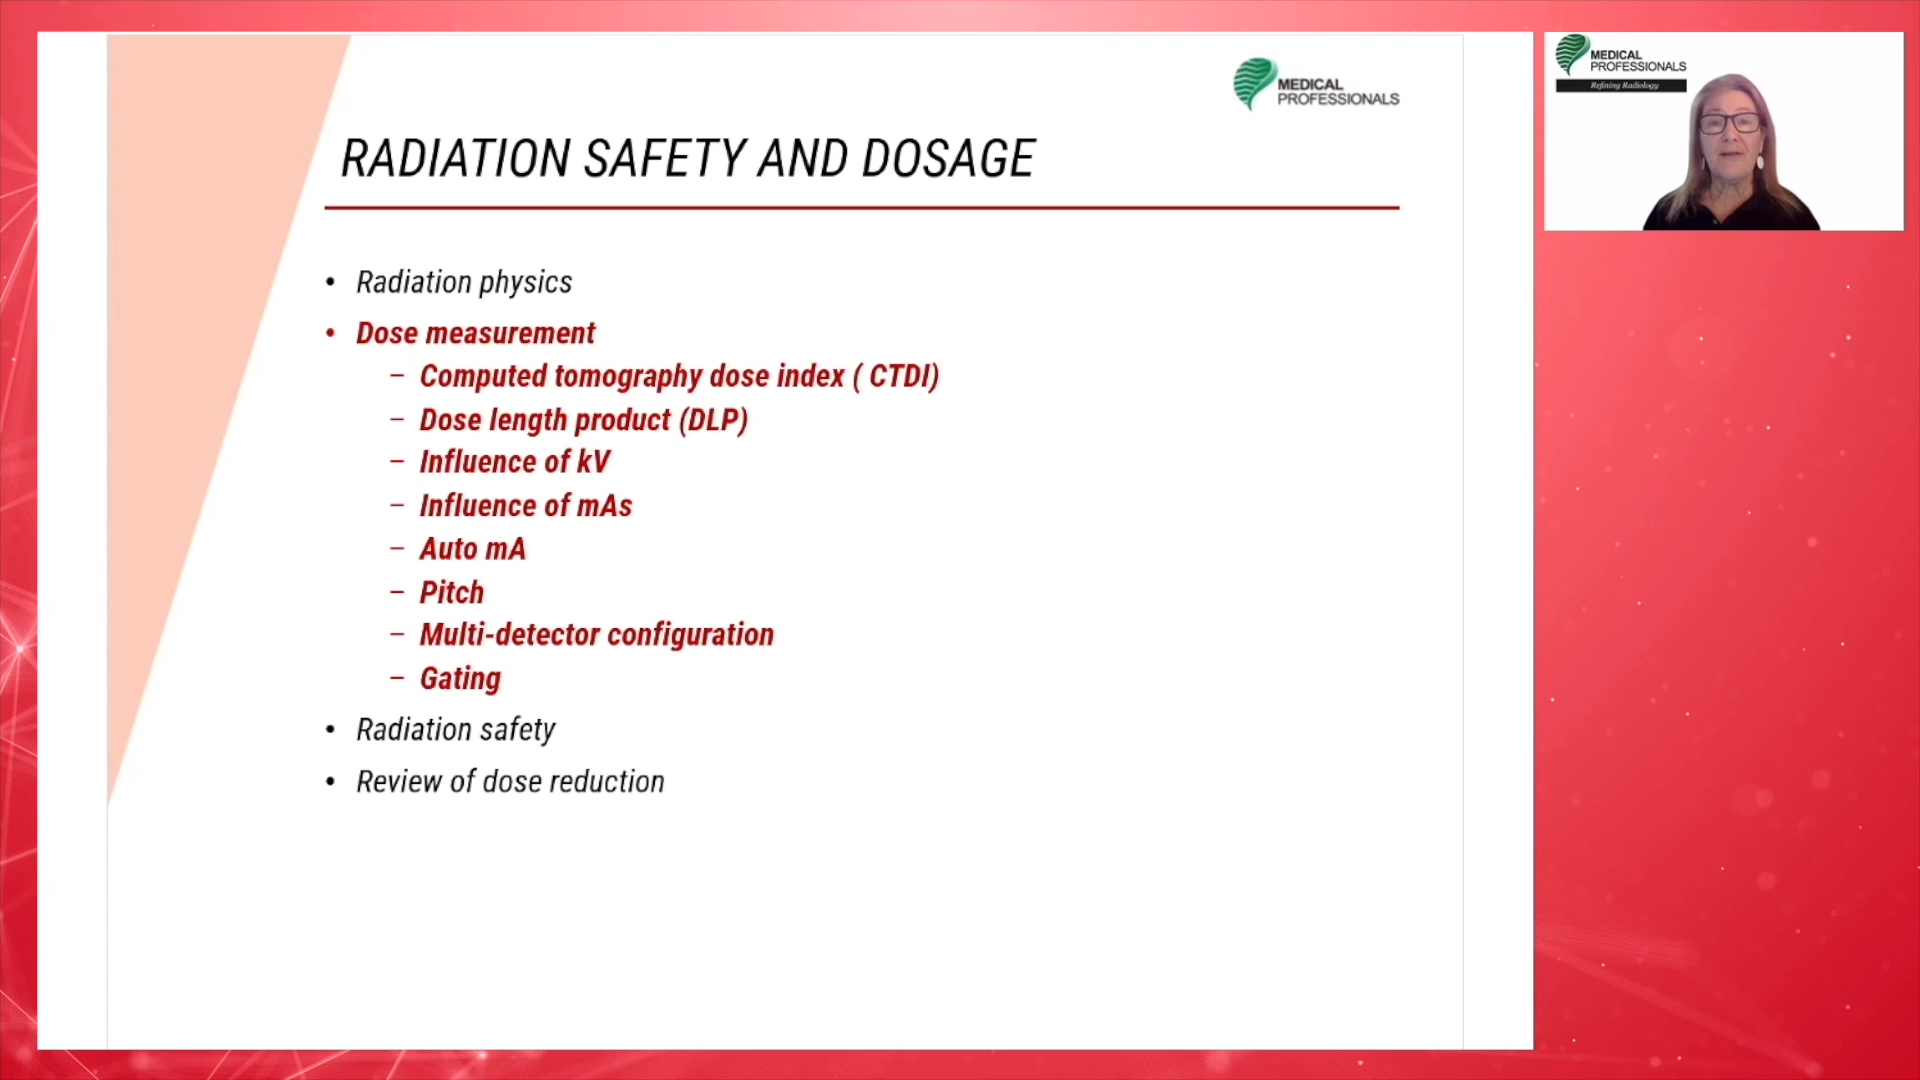 MEDICAL
PROFESSIONALS
RADIATION SAFETY AND DOSAGE
• Radiation physics
• Dose measurement
– Computed tomography dose index ( CTDI)
– Dose length product (DLP)
– Influence of kV
– Influence of mAs
– Auto mA
– Pitch
– Multi-detector configuration
– Gating
• Radiation safety
• Review of dose reduction
MEDICAL
PROFESSIONALS
Refining Radiology